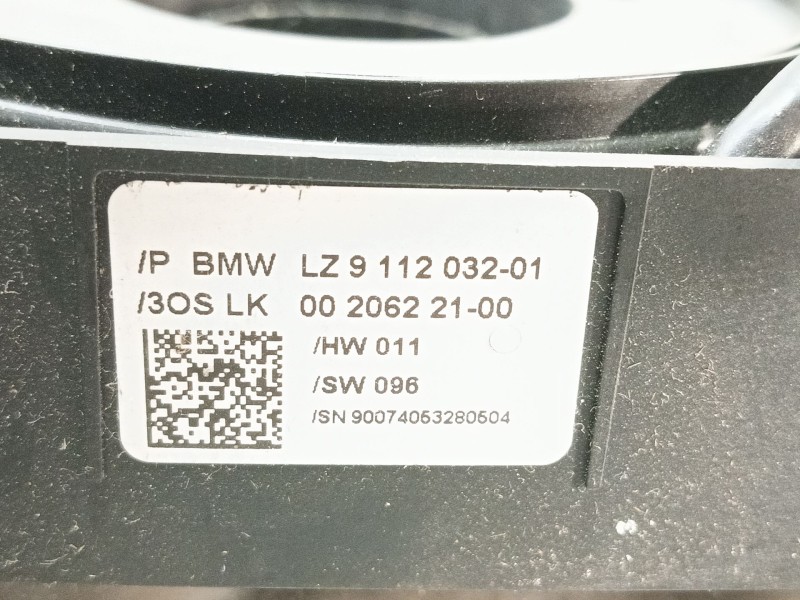 /P BMW LZ 9 112 032-01
/3OS LK 00 2062 21-00
/HW 011
/SW 096
/SN 90074053280504